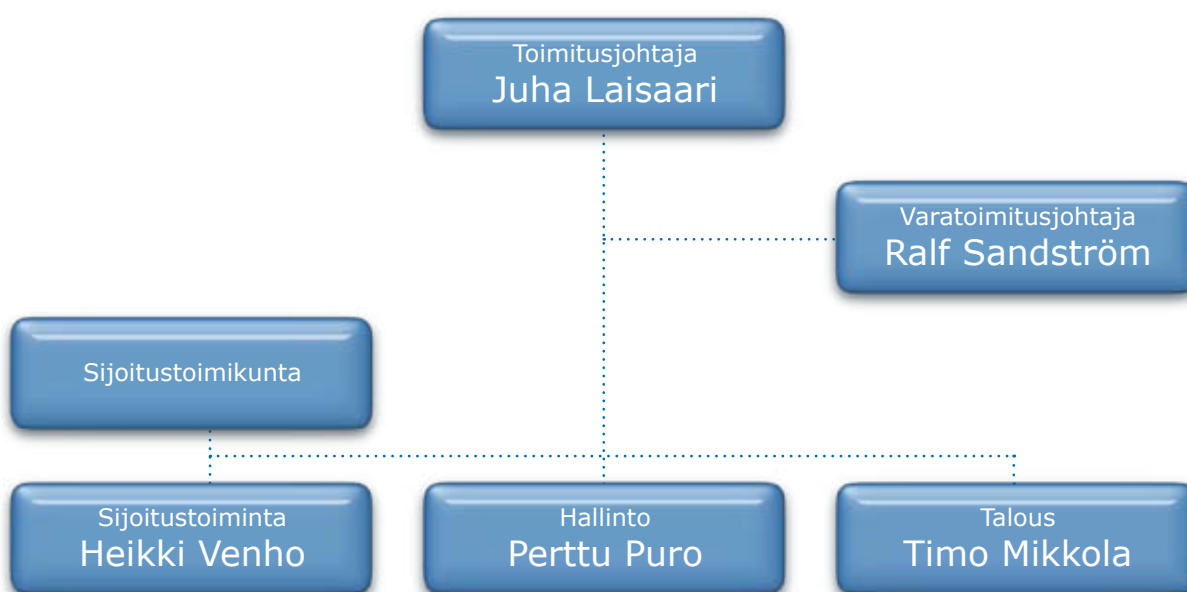 Toimitusjohtaja
Juha Laisaari
Varatoimitusjohtaja
Ralf Sandström
Sijoitustoimikunta
Sijoitustoiminta
Heikki Venho
Hallinto
Perttu Puro
Talous
Timo Mikkola